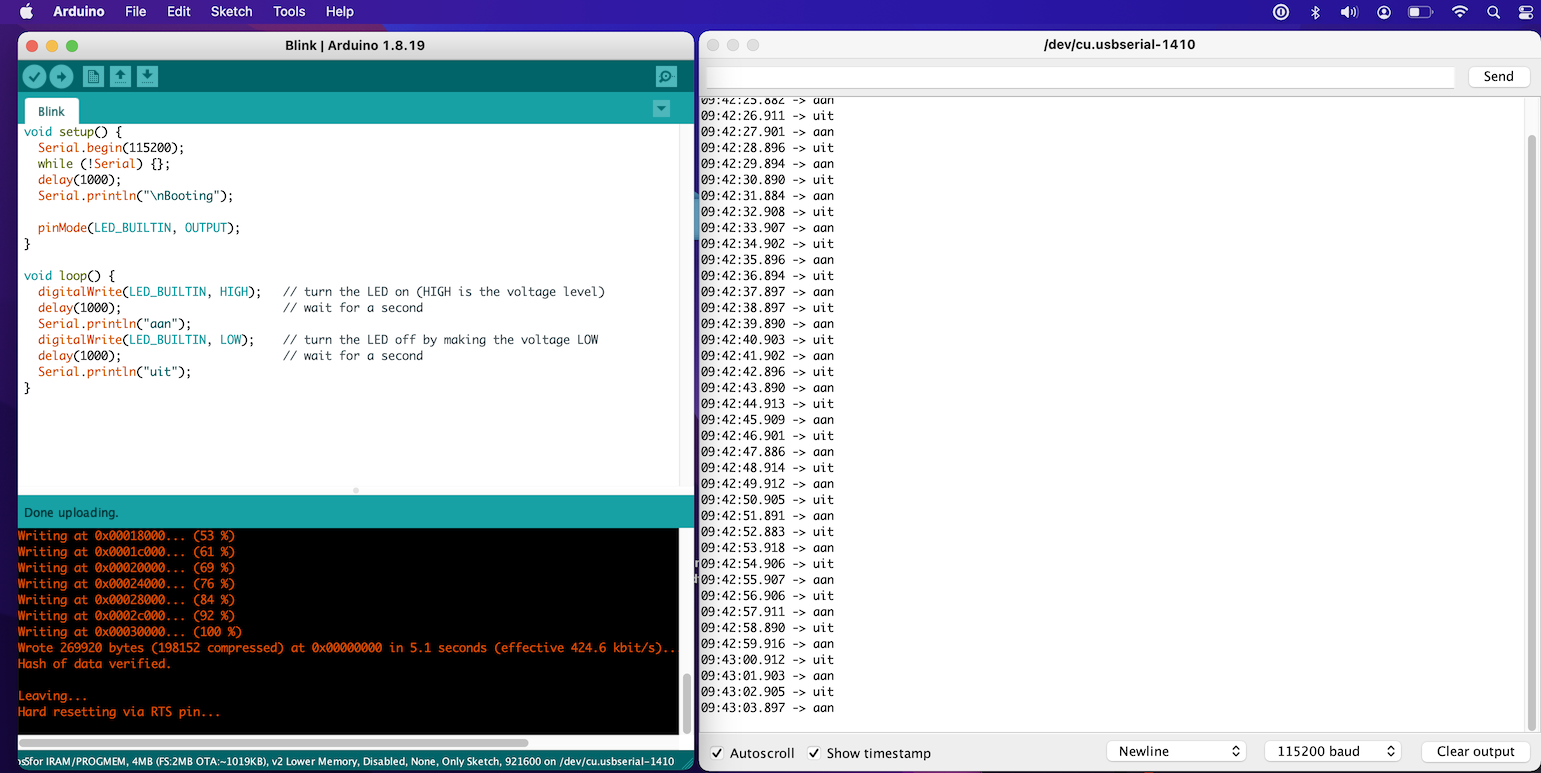 Arduino File Edit Sketch Tools Help
Blink | Arduino 1.8.19
Blink
void setup() {
  Serial.begin(115200);
  while (!Serial) {};
  delay(1000);
  Serial.println("\nBooting");
  pinMode(LED_BUILTIN, OUTPUT);
}
void loop() {
  digitalWrite(LED_BUILTIN, HIGH);   // turn the LED on (HIGH is the voltage level)
  delay(1000);                       // wait for a second
  Serial.println("aan");
  digitalWrite(LED_BUILTIN, LOW);    // turn the LED off by making the voltage LOW
  delay(1000);                       // wait for a second
  Serial.println("uit");
}
Done uploading.
Writing at 0x00018000... (53 %)
Writing at 0x0001c000... (61 %)
Writing at 0x00020000... (69 %)
Writing at 0x00024000... (76 %)
Writing at 0x00028000... (84 %)
Writing at 0x0002c000... (92 %)
Writing at 0x00030000... (100 %)
Wrote 269920 bytes (198152 compressed) at 0x00000000 in 5.1 seconds (effective 424.6 kbit/s)..
Hash of data verified.
Leaving...
Hard resetting via RTS pin...
for IRAM/PROGMEM, 4MB (FS:2MB OTA:~1019KB), v2 Lower Memory, Disabled, None, Only Sketch, 921600 on /dev/cu.usbserial-1410
/dev/cu.usbserial-1410
Send
09:42:25.882 -> aan
09:42:26.911 -> uit
09:42:27.901 -> aan
09:42:28.896 -> uit
09:42:29.894 -> aan
09:42:30.890 -> uit
09:42:31.884 -> aan
09:42:32.908 -> uit
09:42:33.907 -> aan
09:42:34.902 -> uit
09:42:35.896 -> aan
09:42:36.894 -> uit
09:42:37.897 -> aan
09:42:38.897 -> uit
09:42:39.890 -> aan
09:42:40.903 -> uit
09:42:41.902 -> aan
09:42:42.896 -> uit
09:42:43.890 -> aan
09:42:44.913 -> uit
09:42:45.909 -> aan
09:42:46.901 -> uit
09:42:47.886 -> aan
09:42:48.914 -> uit
09:42:49.912 -> aan
09:42:50.905 -> uit
09:42:51.891 -> aan
09:42:52.883 -> uit
09:42:53.918 -> aan
09:42:54.906 -> uit
09:42:55.907 -> aan
09:42:56.906 -> uit
09:42:57.911 -> aan
09:42:58.890 -> uit
09:42:59.916 -> aan
09:43:00.912 -> uit
09:43:01.903 -> aan
09:43:02.905 -> uit
09:43:03.897 -> aan
Autoscroll Show timestamp Newline 115200 baud Clear output